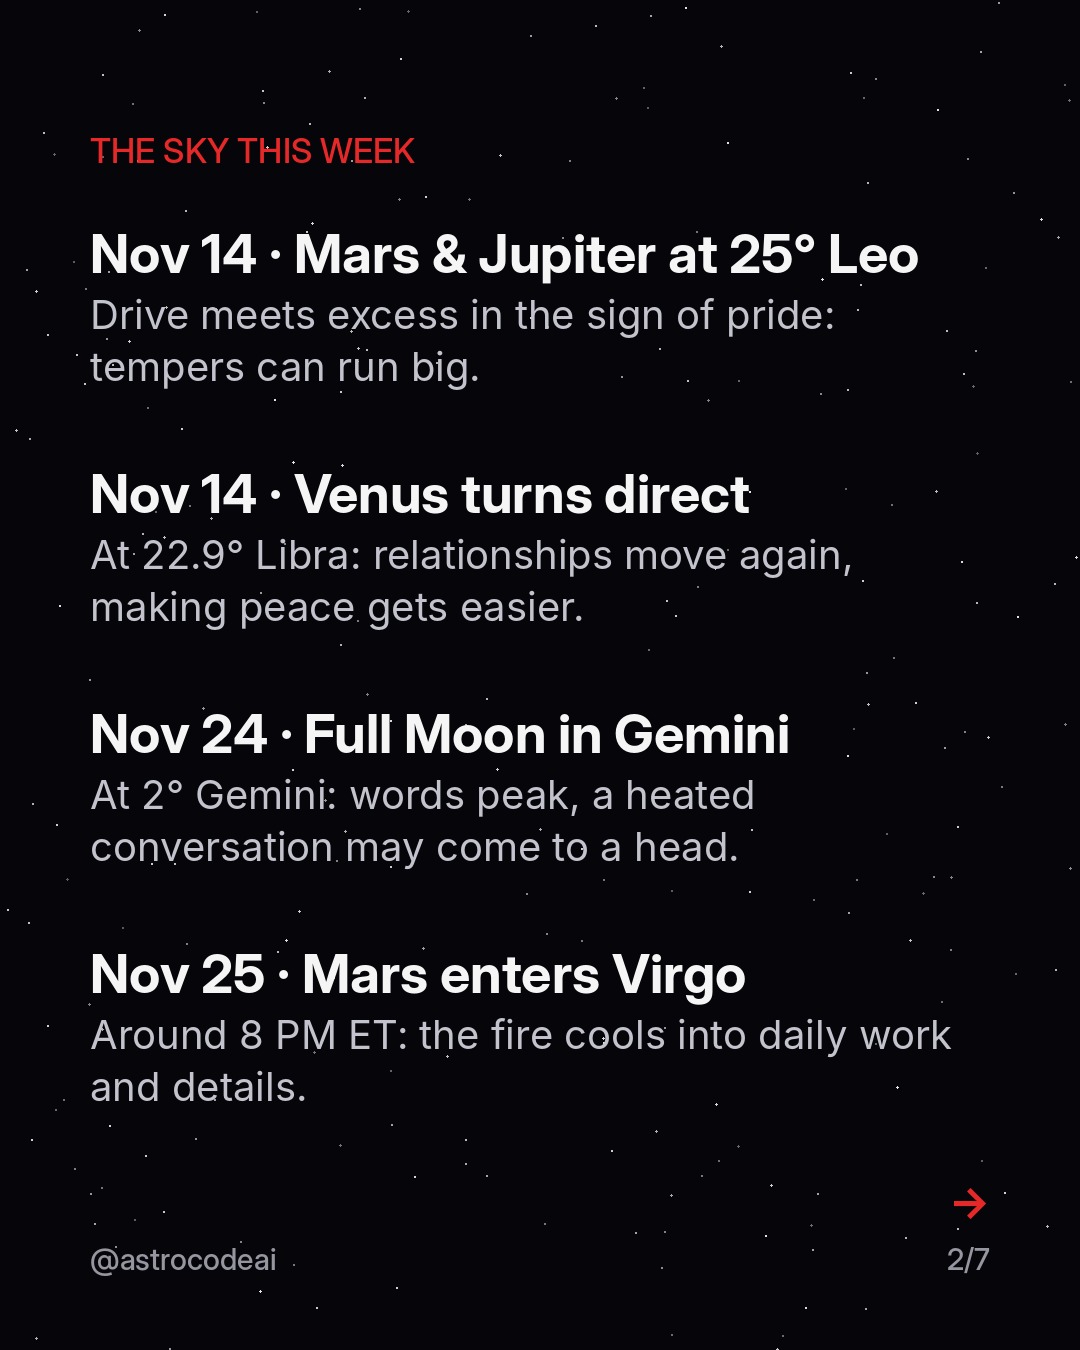 THE SKY THIS WEEK
Nov 14 · Mars & Jupiter at 25° Leo
Drive meets excess in the sign of pride:
tempers can run big.
Nov 14 · Venus turns direct
At 22.9° Libra: relationships move again,
making peace gets easier.
Nov 24 · Full Moon in Gemini
At 2° Gemini: words peak, a heated
conversation may come to a head.
Nov 25 · Mars enters Virgo
Around 8 PM ET: the fire cools into daily work
and details.
→
@astrocodeai
2/7